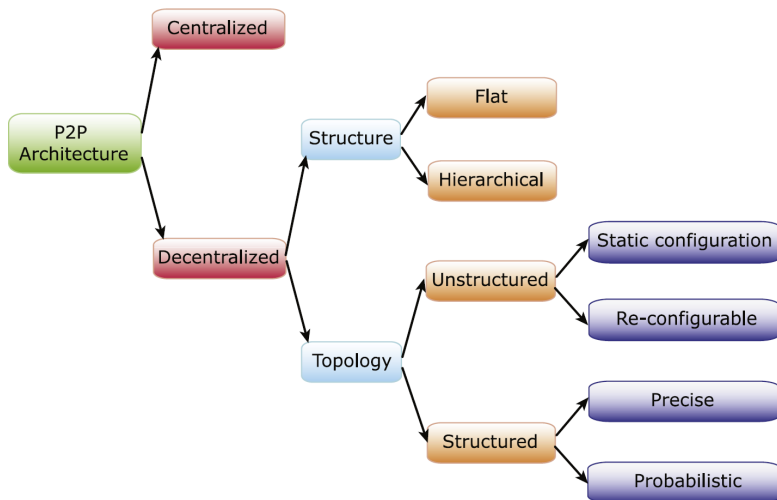 Centralized
P2P
Architecture
Decentralized
Structure
Flat
Hierarchical
Topology
Unstructured
Static configuration
Re-configurable
Structured
Precise
Probabilistic